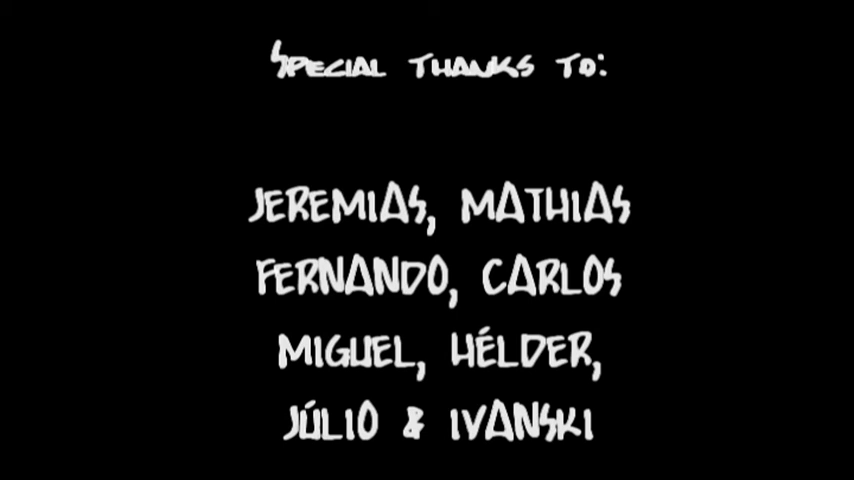 Special thanks to:
JEREMIAS, MATHIAS
FERNANDO, CARLOS
MIGUEL, HÉLDER,
JÚLIO & IVANSKI